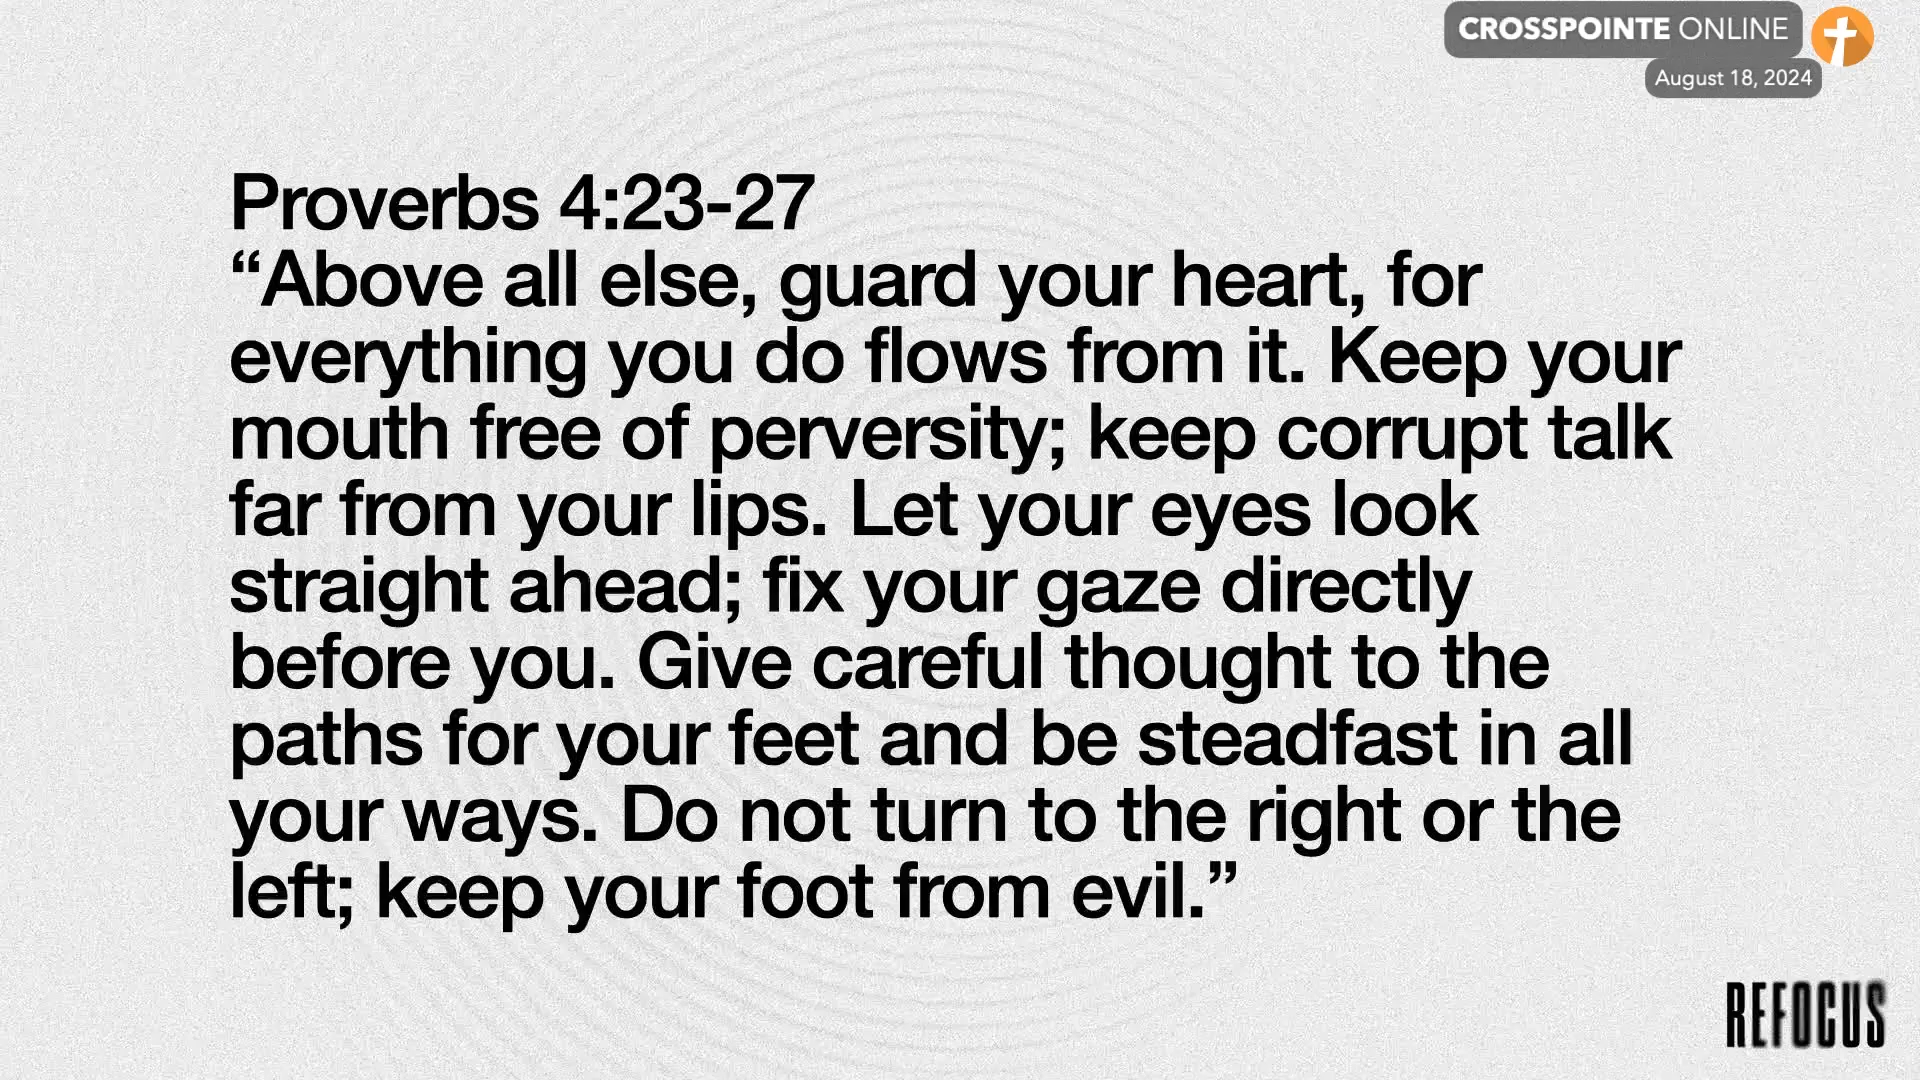 CROSSPOINTE ONLINE
August 18, 2024
Proverbs 4:23-27
“Above all else, guard your heart, for
everything you do flows from it. Keep your
mouth free of perversity; keep corrupt talk
far from your lips. Let your eyes look
straight ahead; fix your gaze directly
before you. Give careful thought to the
paths for your feet and be steadfast in all
your ways. Do not turn to the right or the
left; keep your foot from evil.”
REFOCUS